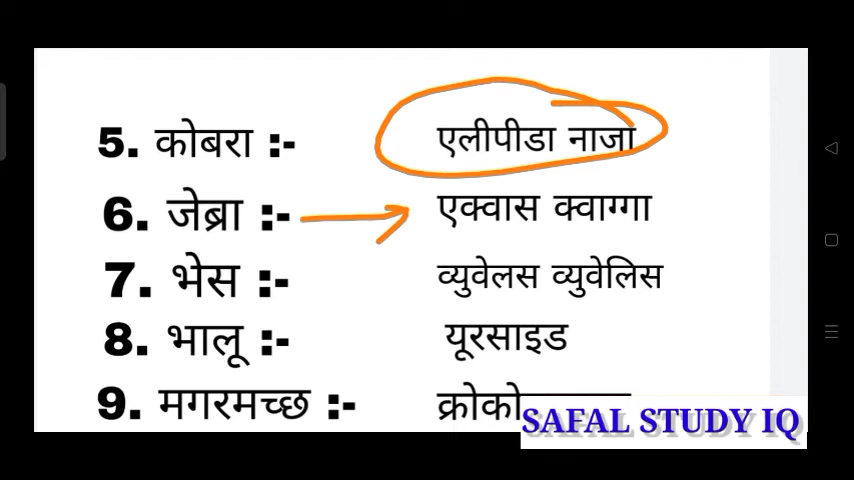 5. कोबरा :- एलीपीडा नाजा
6. जेब्रा :- एक्वास क्वाग्गा
7. भेस :- व्युवेलस व्युवेलिस
8. भालू :- यूरसाइड
9. मगरमच्छ :-
SAFAL STUDY IQ